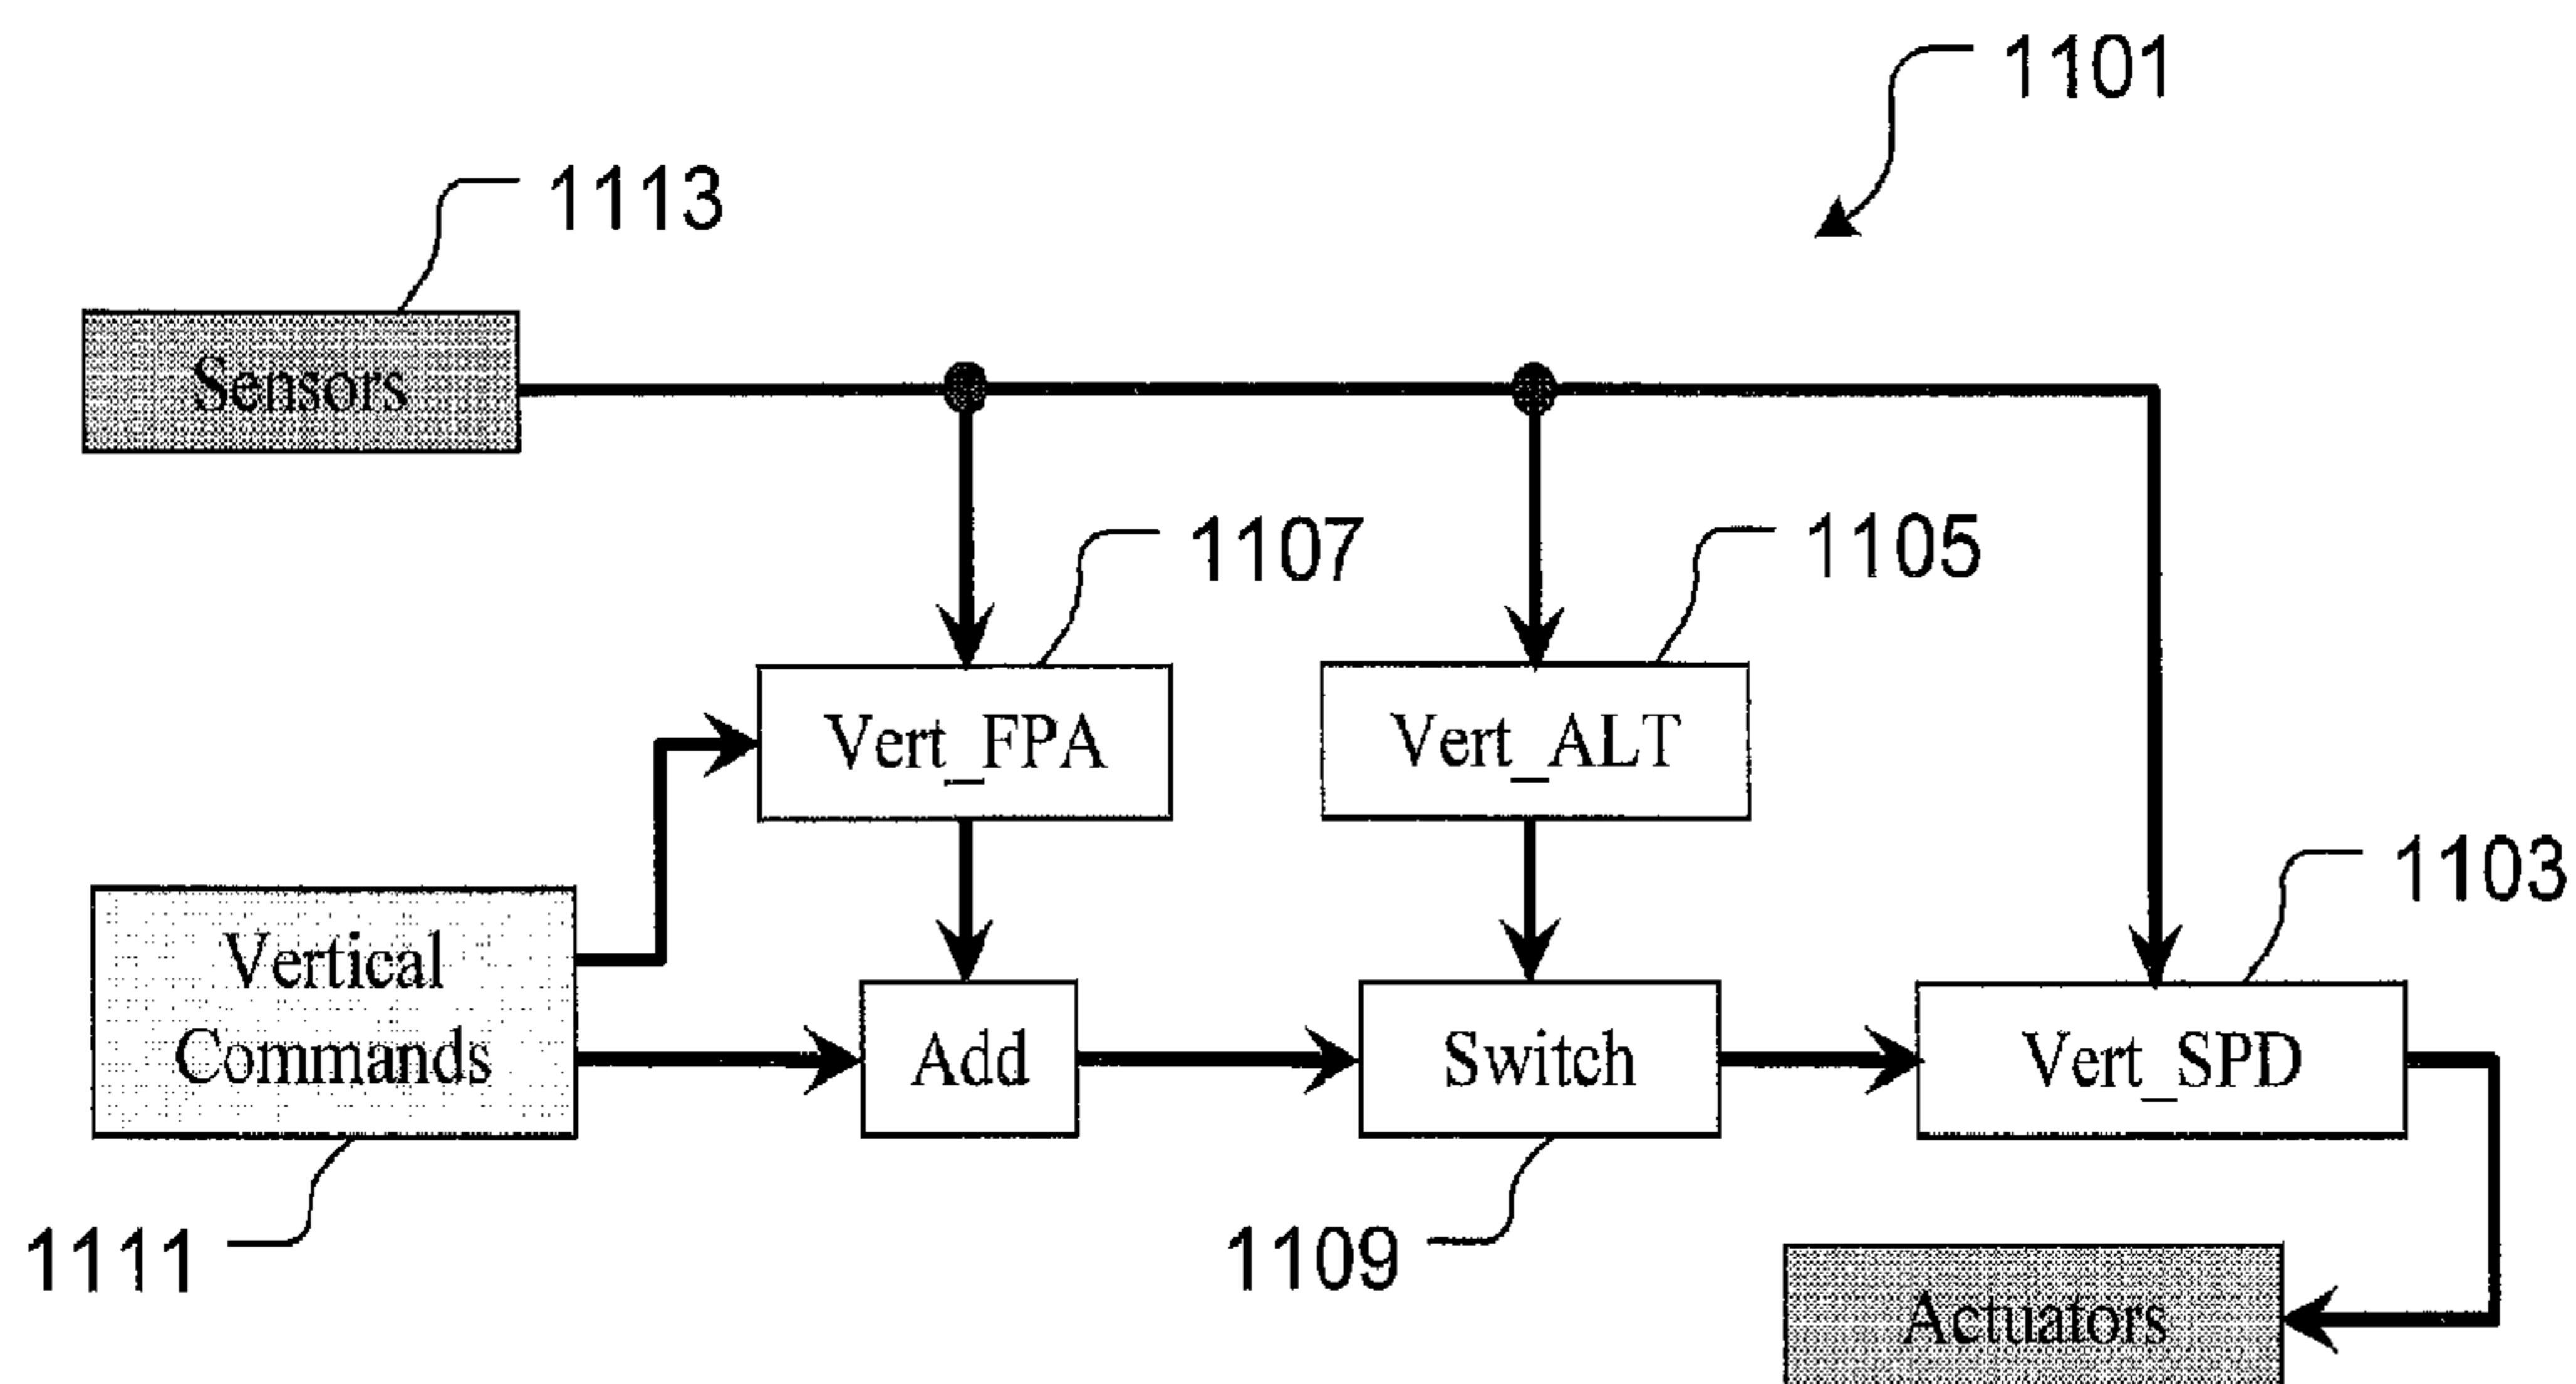 1101
1113
Sensors
1107
1105
Vert_FPA
Vert_ALT
1103
Vertical
Commands
Add
Switch
Vert_SPD
1111
1109
Actuators